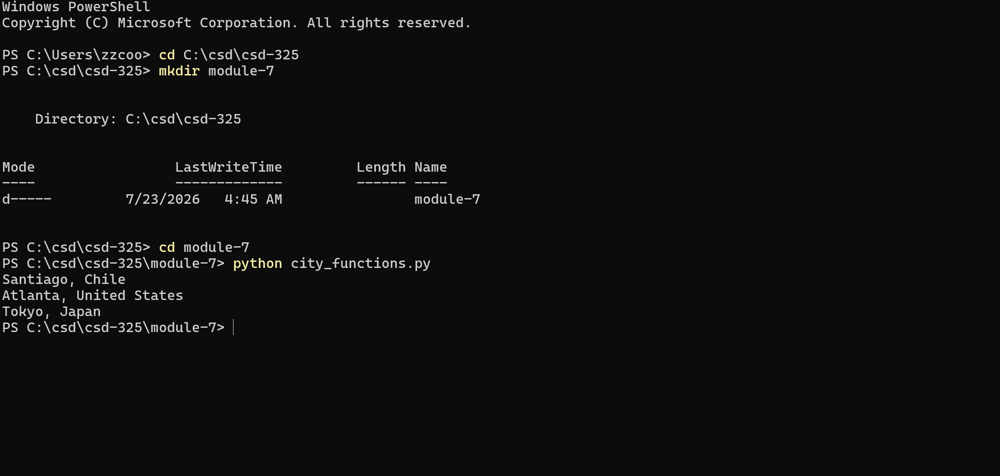 Windows PowerShell
Copyright (C) Microsoft Corporation. All rights reserved.
PS C:\Users\zzcoo> cd C:\csd\csd-325
PS C:\csd\csd-325> mkdir module-7
    Directory: C:\csd\csd-325
Mode                 LastWriteTime         Length Name
----                 -------------         ------ ----
d-----         7/23/2026   4:45 AM                module-7
PS C:\csd\csd-325> cd module-7
PS C:\csd\csd-325\module-7> python city_functions.py
Santiago, Chile
Atlanta, United States
Tokyo, Japan
PS C:\csd\csd-325\module-7>